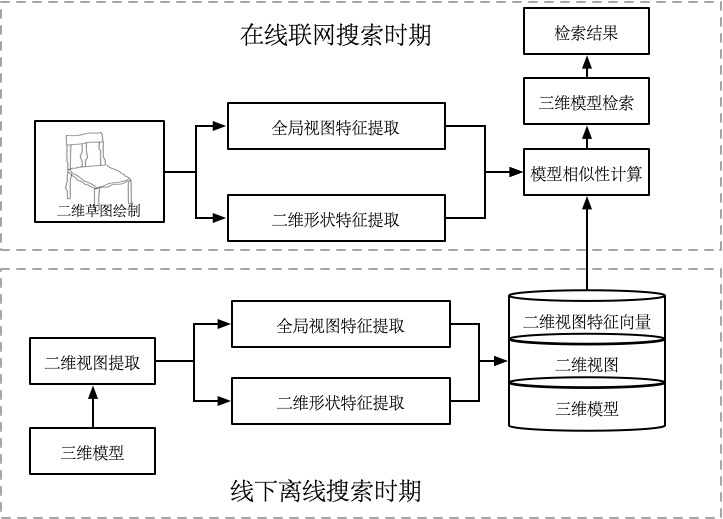 在线联网搜索时期
检索结果
三维模型检索
全局视图特征提取
模型相似性计算
二维草图绘制
二维形状特征提取
全局视图特征提取
二维视图特征向量
二维视图提取
二维视图
二维形状特征提取
三维模型
三维模型
线下离线搜索时期